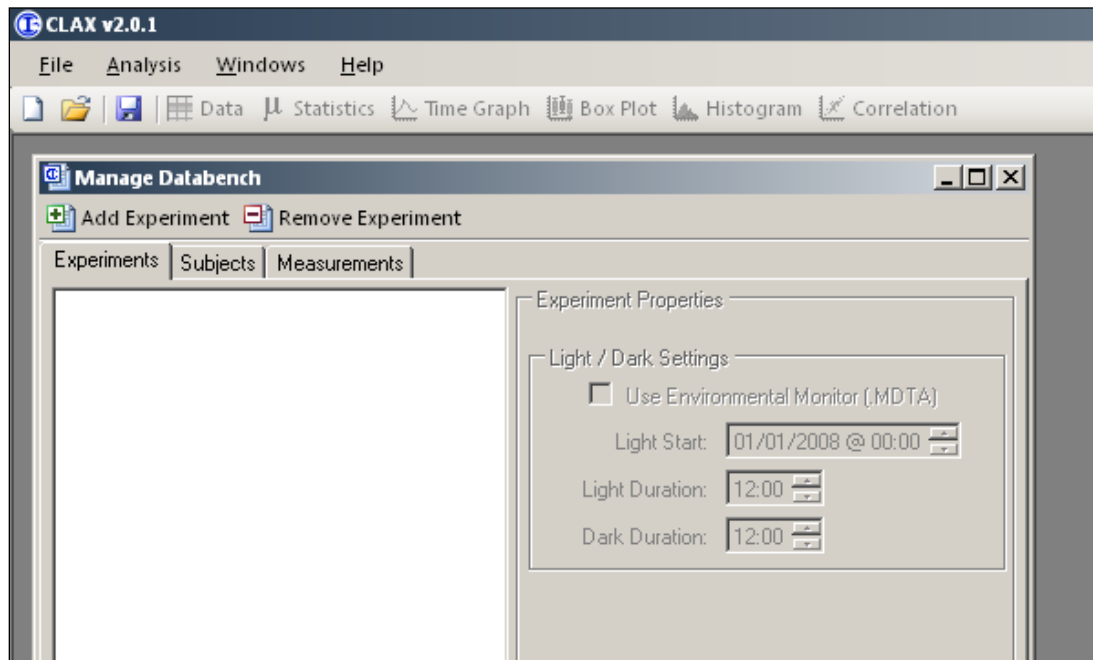 CLAX v2.0.1
File Analysis Windows Help
Data μ Statistics Time Graph Box Plot Histogram Correlation
Manage Databench
Add Experiment Remove Experiment
Experiments Subjects Measurements
Experiment Properties
Light / Dark Settings
Use Environmental Monitor (.MDTA)
Light Start: 01/01/2008 @ 00:00
Light Duration: 12:00
Dark Duration: 12:00